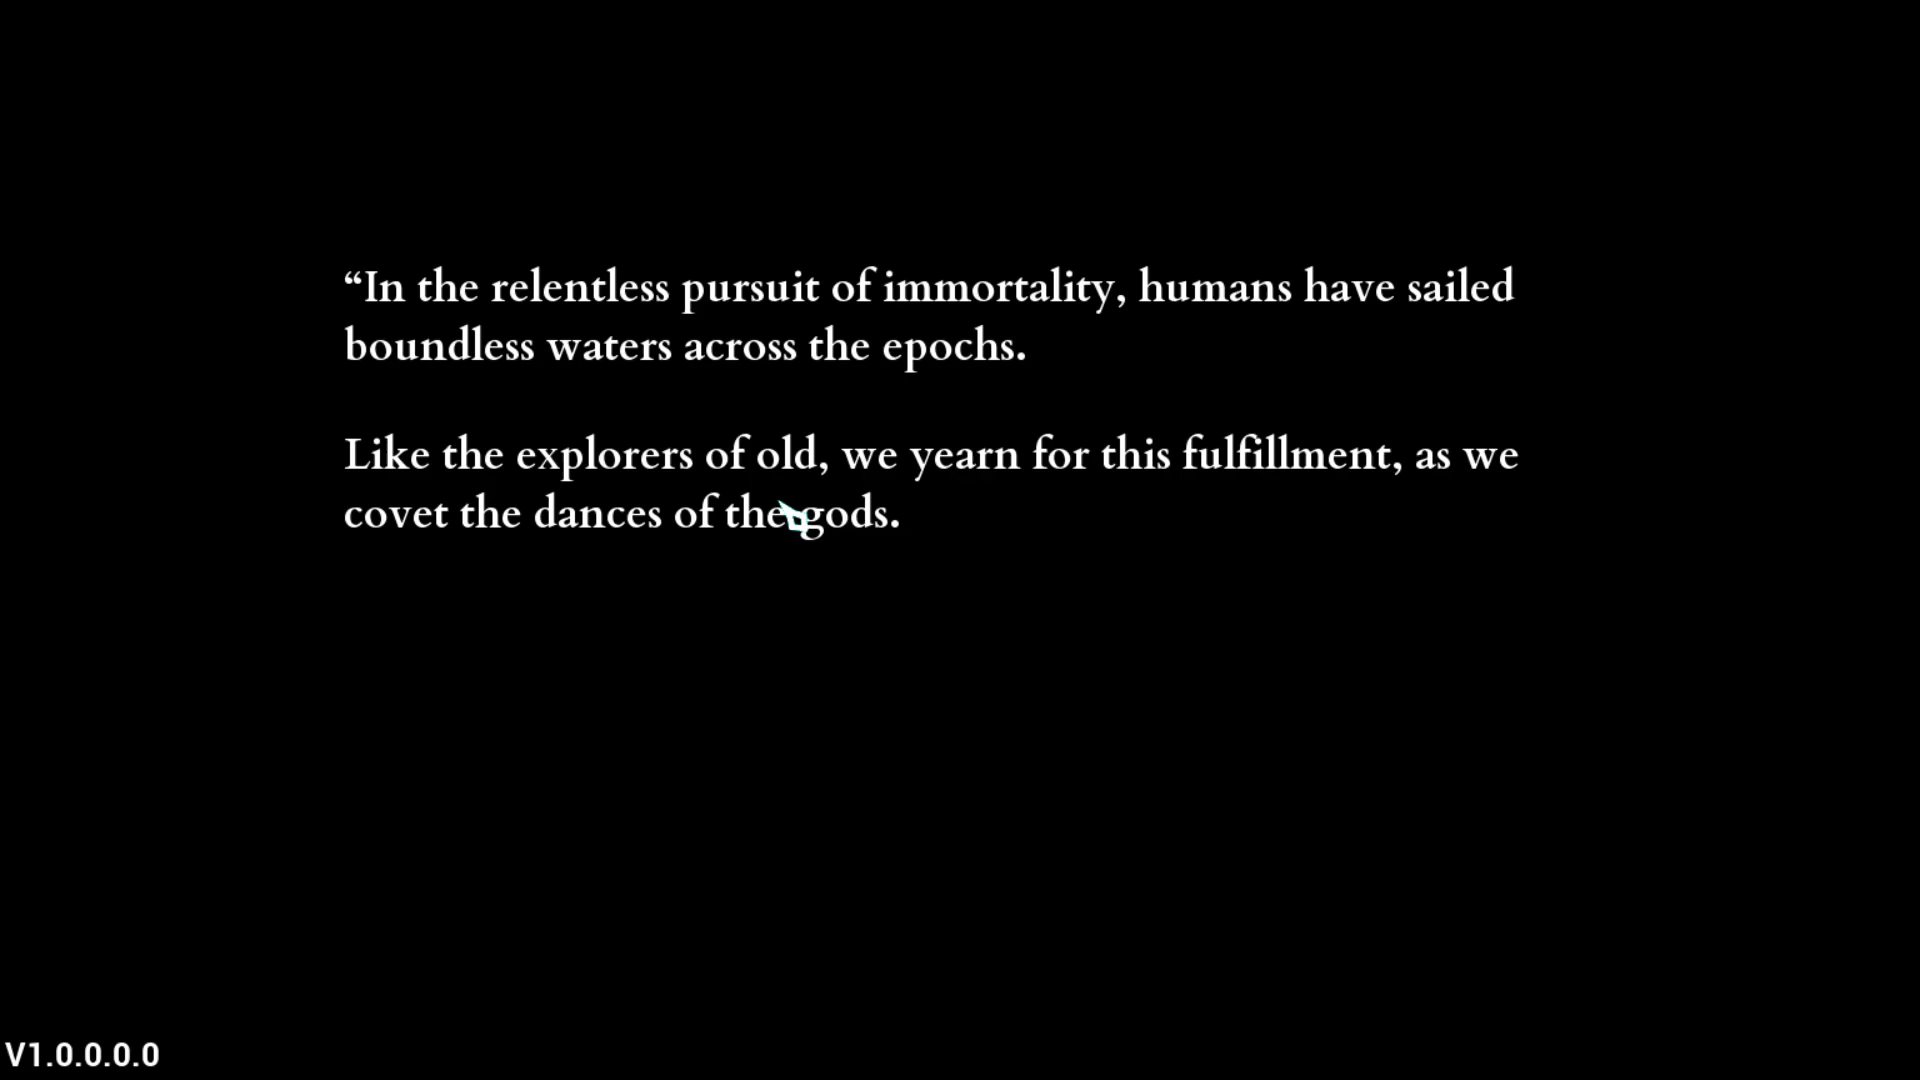 “In the relentless pursuit of immortality, humans have sailed
boundless waters across the epochs.
Like the explorers of old, we yearn for this fulfillment, as we
covet the dances of the gods.
V1.0.0.0.0